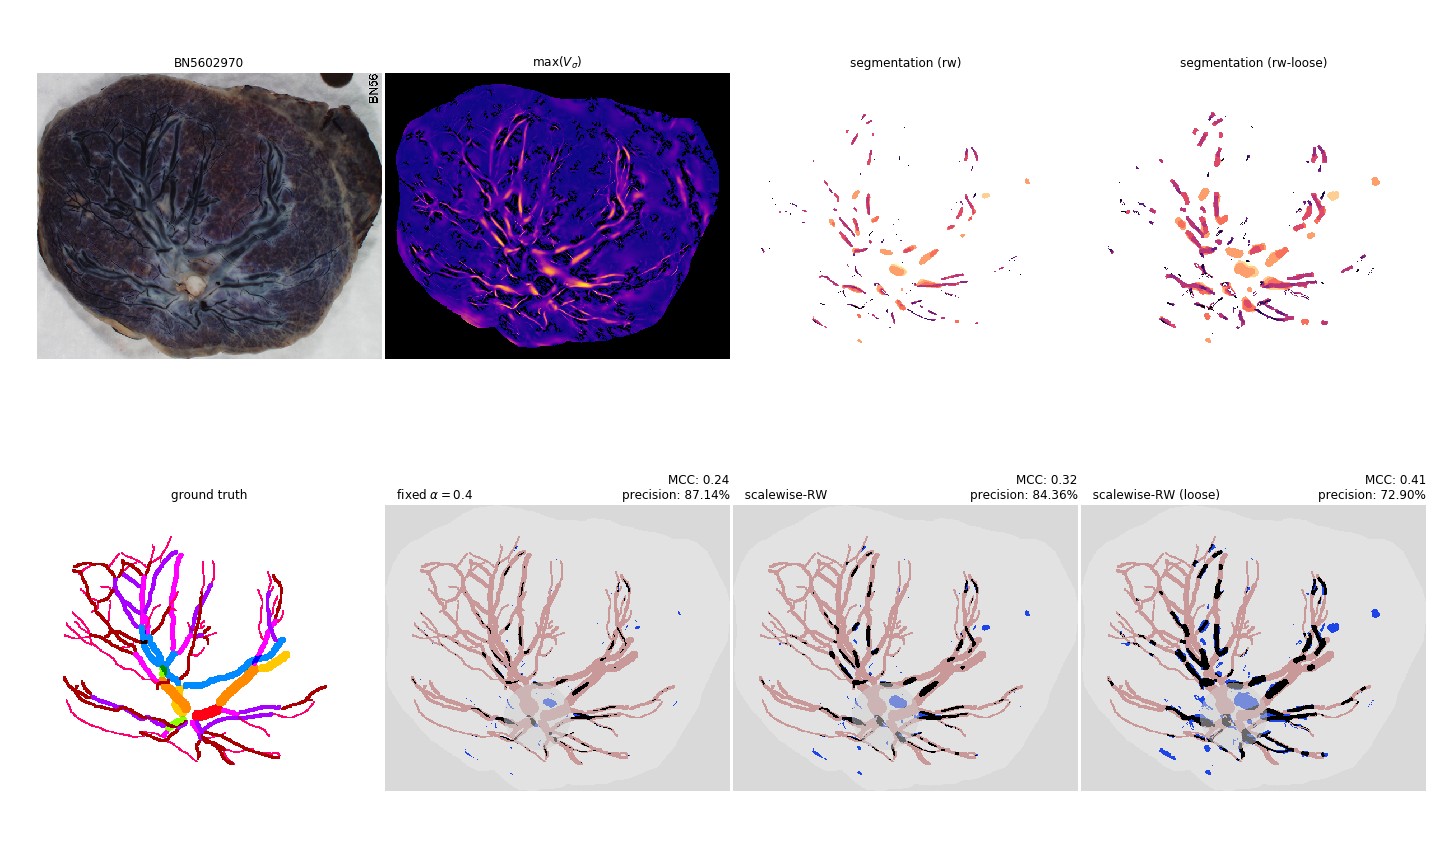 BN5602970
max(Vσ)
segmentation (rw)
segmentation (rw-loose)
BN56
ground truth
fixed α = 0.4
MCC: 0.24
precision: 87.14%
scalewise-RW
MCC: 0.32
precision: 84.36%
scalewise-RW (loose)
MCC: 0.41
precision: 72.90%